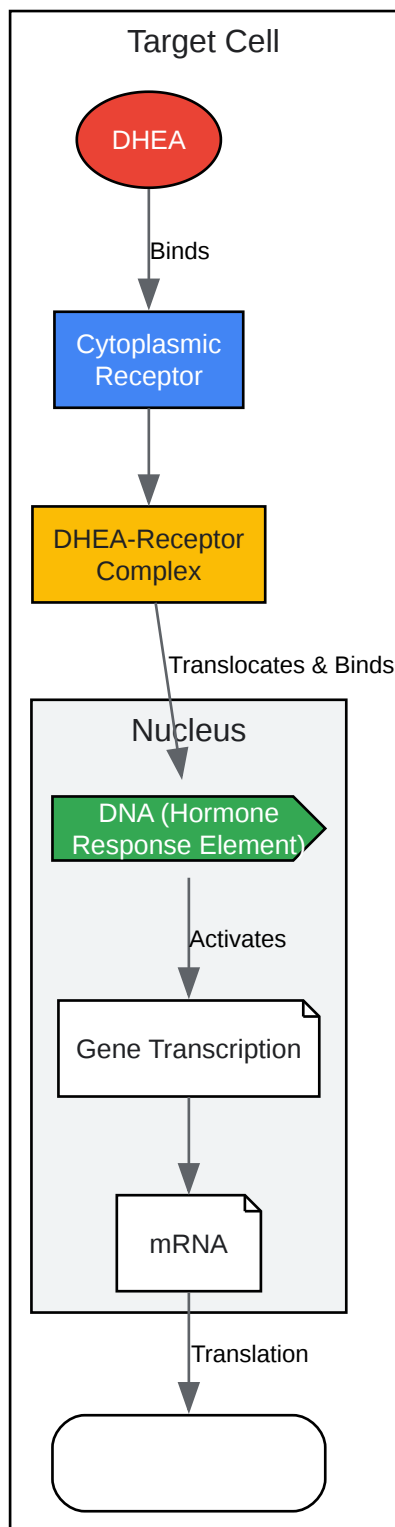 Target Cell
DHEA
Binds
Cytoplasmic
Receptor
DHEA-Receptor
Complex
Translocates & Binds
Nucleus
DNA (Hormone
Response Element)
Activates
Gene Transcription
mRNA
Translation